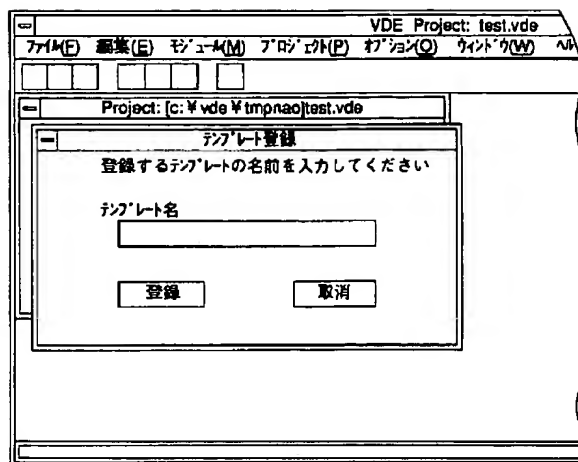 VDE Project: test.vde
ﾌｧｲﾙ(F) 編集(E) ﾓｼﾞｭｰﾙ(M) ﾌﾟﾛｼﾞｪｸﾄ(P) ｵﾌﾟｼｮﾝ(O) ｳｨﾝﾄﾞｳ(W) ﾍﾙ
Project: [c:￥vde￥tmpnao]test.vde
ﾃﾝﾌﾟﾚｰﾄ登録
登録するﾃﾝﾌﾟﾚｰﾄの名前を入力してください
ﾃﾝﾌﾟﾚｰﾄ名
登録 取消